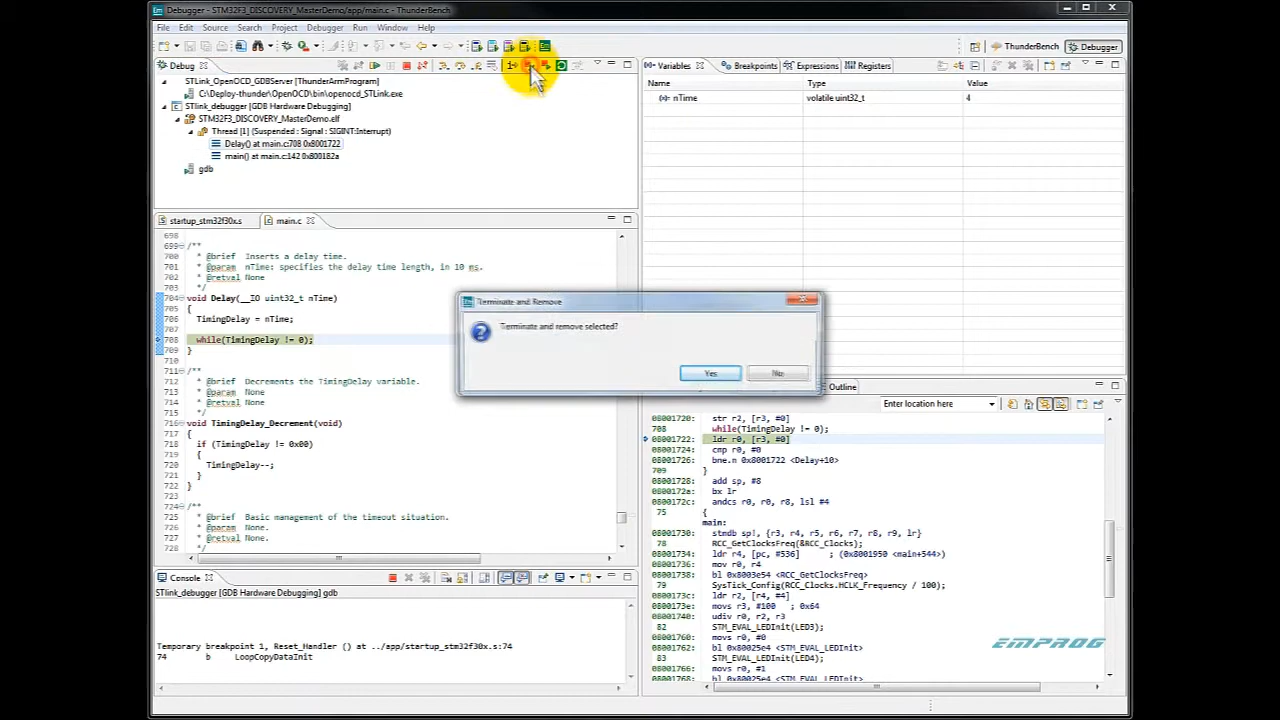 Debugger - STM32F3_DISCOVERY_MasterDemo/app/main.c - ThunderBench
File Edit Source Search Project Debugger Run Window Help
ThunderBench Debugger
Debug
STLink_OpenOCD_GDBServer [ThunderArmProgram]
C:\Deploy-thunder\OpenOCD\bin\openocd_STLink.exe
STlink_debugger [GDB Hardware Debugging]
STM32F3_DISCOVERY_MasterDemo.elf
Thread [1] (Suspended : Signal : SIGINT:Interrupt)
Delay() at main.c:708 0x8001722
main() at main.c:142 0x800182a
gdb
Variables Breakpoints Expressions Registers
Name Type Value
nTime volatile uint32_t 4
startup_stm32f30x.s main.c
698
699 /**
700 * @brief Inserts a delay time.
701 * @param nTime: specifies the delay time length, in 10 ms.
702 * @retval None
703 */
704 void Delay(__IO uint32_t nTime)
705 {
706 TimingDelay = nTime;
707
708 while(TimingDelay != 0);
709 }
710
711 /**
712 * @brief Decrements the TimingDelay variable.
713 * @param None
714 * @retval None
715 */
716 void TimingDelay_Decrement(void)
717 {
718 if (TimingDelay != 0x00)
719 {
720 TimingDelay--;
721 }
722 }
723
724 /**
725 * @brief Basic management of the timeout situation.
726 * @param None.
727 * @retval None.
728 */
Terminate and Remove
Terminate and remove selected?
Yes No
Outline
Enter location here
08001720: str r2, [r3, #0]
708 while(TimingDelay != 0);
08001722: ldr r0, [r3, #0]
08001724: cmp r0, #0
08001726: bne.n 0x8001722 <Delay+10>
709 }
08001728: add sp, #8
0800172a: bx lr
0800172c: andcs r0, r0, r8, lsl #4
75 {
main:
08001730: stmdb sp!, {r3, r4, r5, r6, r7, r8, r9, lr}
78 RCC_GetClocksFreq(&RCC_Clocks);
08001734: ldr r4, [pc, #536] ; (0x8001950 <main+544>)
08001736: mov r0, r4
08001738: bl 0x8003e54 <RCC_GetClocksFreq>
79 SysTick_Config(RCC_Clocks.HCLK_Frequency / 100);
0800173c: ldr r2, [r4, #4]
0800173e: movs r3, #100 ; 0x64
08001740: udiv r0, r2, r3
82 STM_EVAL_LEDInit(LED3);
08001760: movs r0, #0
08001762: bl 0x80025e4 <STM_EVAL_LEDInit>
83 STM_EVAL_LEDInit(LED4);
08001766: movs r0, #1
08001768: bl 0x80025e4 <STM_EVAL_LEDInit>
Console
STlink_debugger [GDB Hardware Debugging] gdb
Temporary breakpoint 1, Reset_Handler () at ../app/startup_stm32f30x.s:74
74 b LoopCopyDataInit
EMPROG